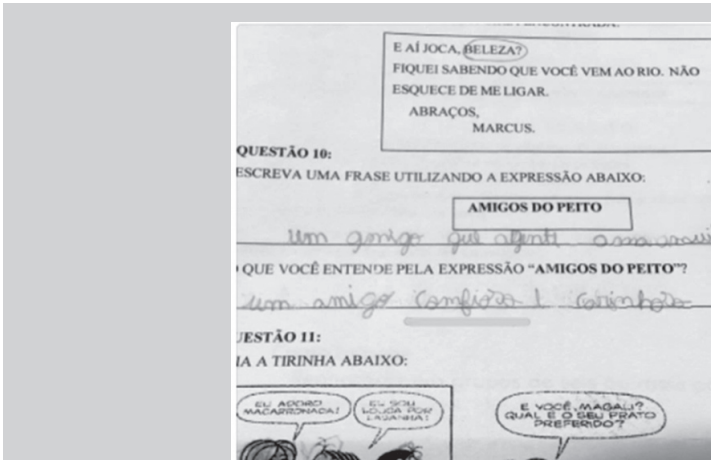 E AÍ JOCA, BELEZA?
FIQUEI SABENDO QUE VOCÊ VEM AO RIO. NÃO
ESQUECE DE ME LIGAR.
ABRAÇOS,
MARCUS.
QUESTÃO 10:
ESCREVA UMA FRASE UTILIZANDO A EXPRESSÃO ABAIXO:
AMIGOS DO PEITO
um amigo que agente ama
QUE VOCÊ ENTENDE PELA EXPRESSÃO “AMIGOS DO PEITO”?
um amigo comfioso e carinhoso
UESTÃO 11:
IA A TIRINHA ABAIXO:
EU ADORO
MACARRONADA!
EU SOU
LOUCA POR
LASANHA!
E VOCÊ, MAGALI?
QUAL É O SEU PRATO
PREFERIDO?